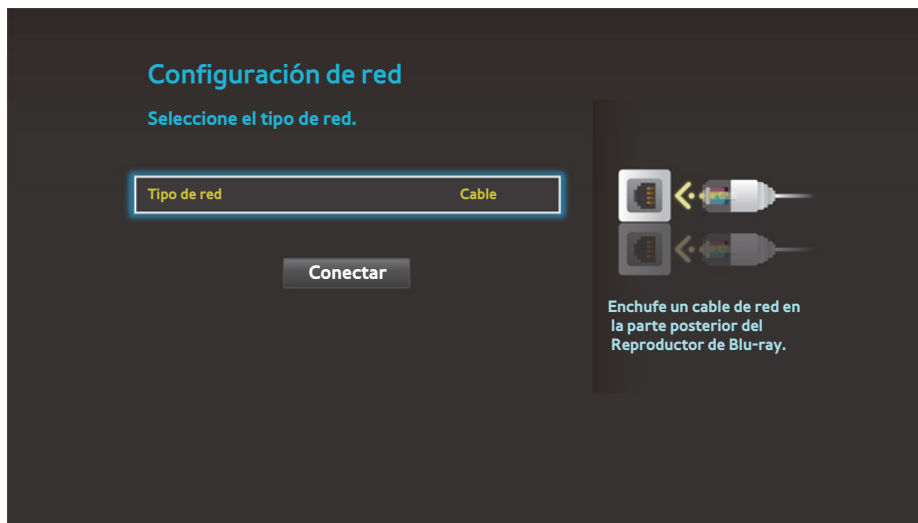 Configuración de red
Seleccione el tipo de red.
Tipo de red Cable
Conectar
Enchufe un cable de red en
la parte posterior del
Reproductor de Blu-ray.